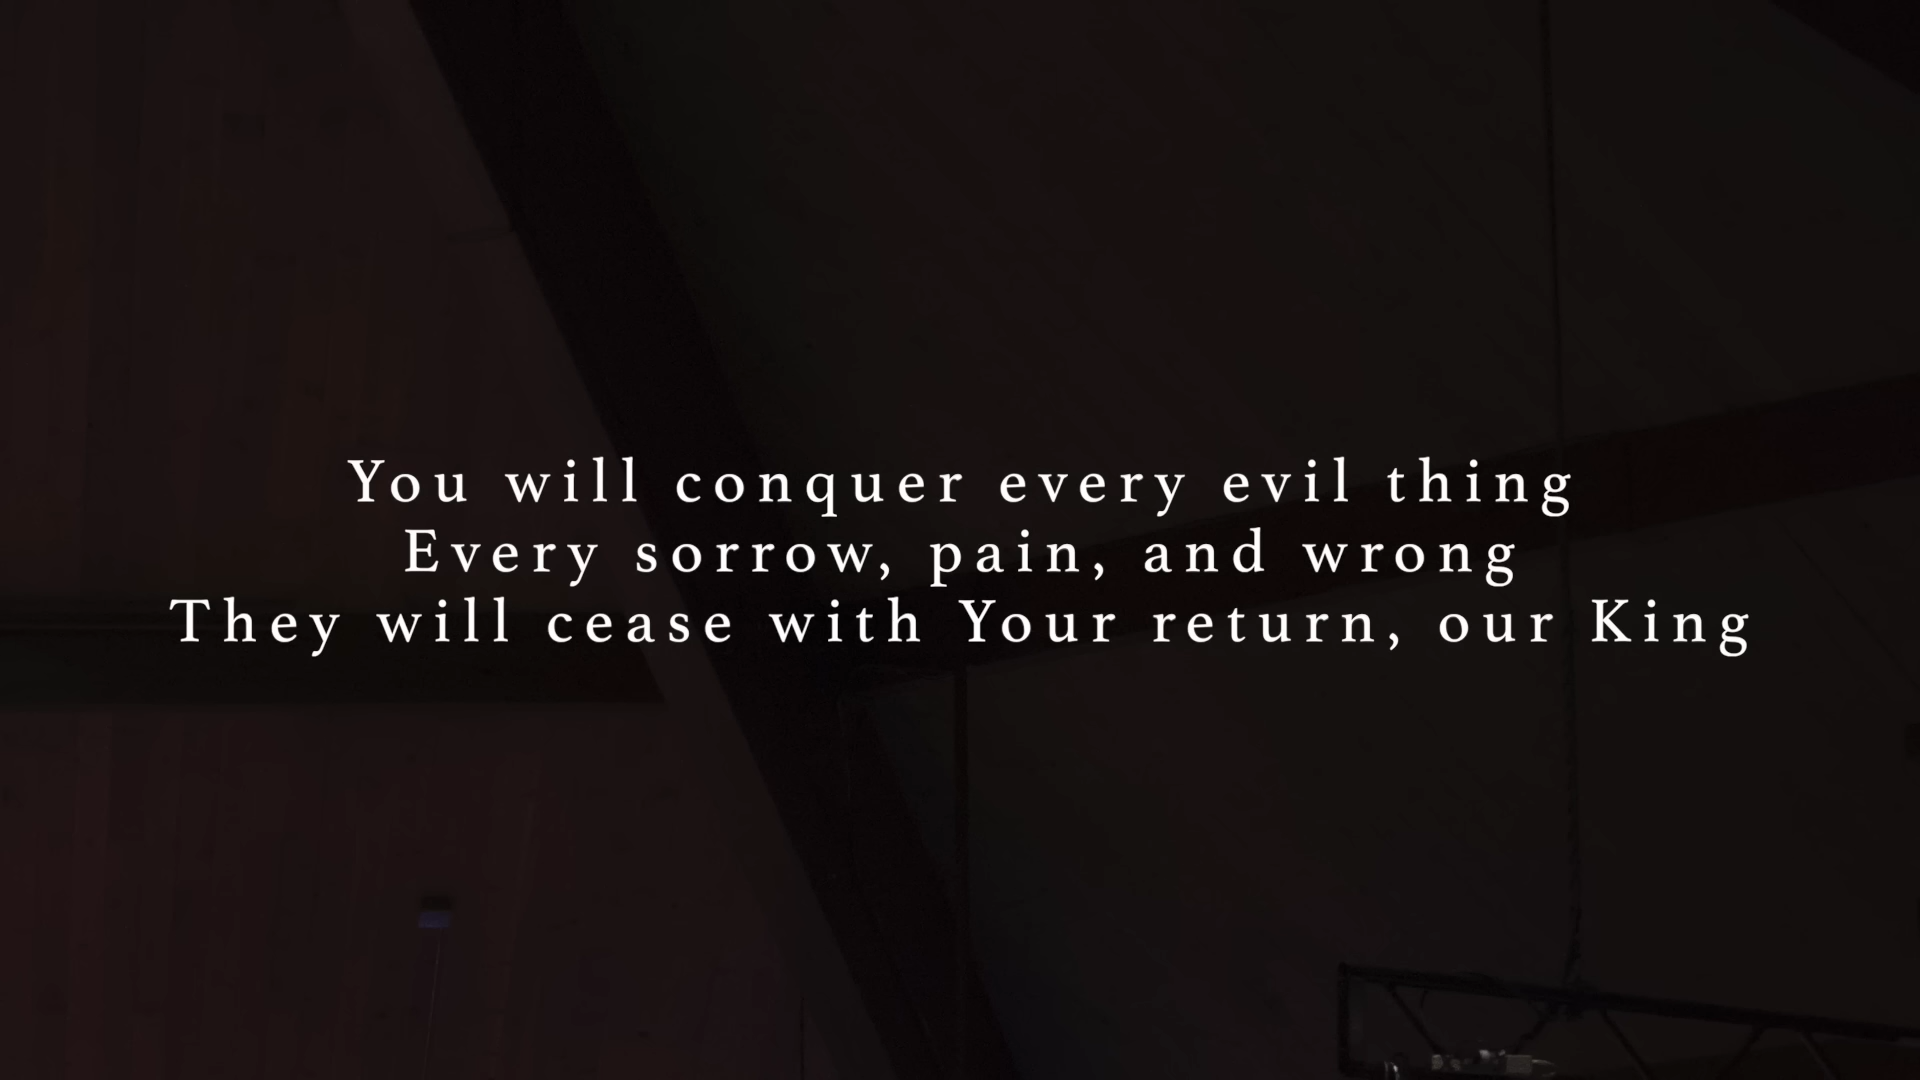 You will conquer every evil thing
Every sorrow, pain, and wrong
They will cease with Your return, our King